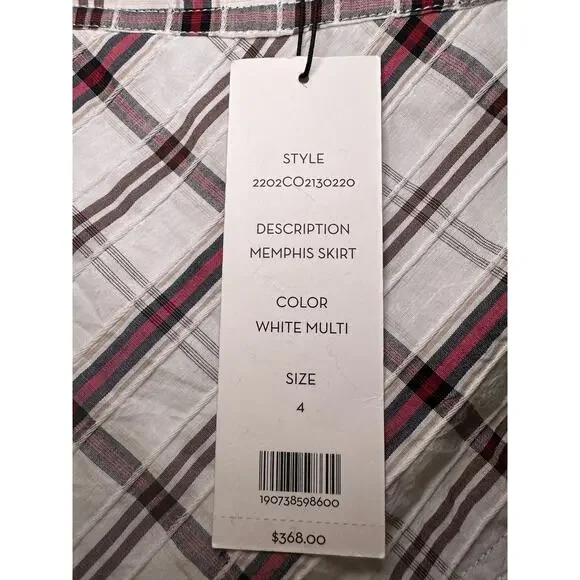 STYLE
2202CO2130220
DESCRIPTION
MEMPHIS SKIRT
COLOR
WHITE MULTI
SIZE
4
190738598600
$368.00